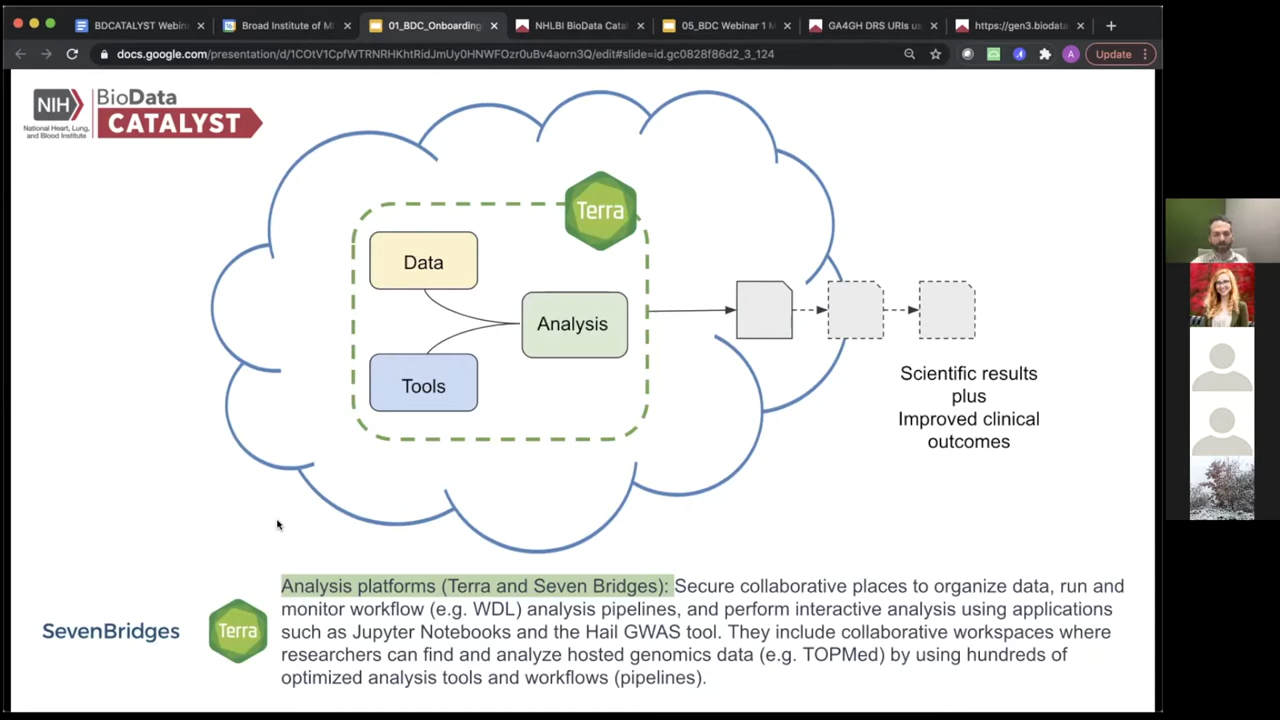 BDCATALYST Webin
Broad Institute of M
01_BDC_Onboarding
NHLBI BioData Cata
05_BDC Webinar 1 M
GA4GH DRS URIs us
https://gen3.biodata
docs.google.com/presentation/d/1COtV1CpfWTRNRHKhtRidJmUy0HNWFOzr0uBv4aorn3Q/edit#slide=id.gc0828f86d2_3_124
A
Update
NIH
National Heart, Lung,
and Blood Institute
BioData
CATALYST
Terra
Data
Analysis
Tools
Scientific results
plus
Improved clinical
outcomes
SevenBridges
Terra
Analysis platforms (Terra and Seven Bridges): Secure collaborative places to organize data, run and
monitor workflow (e.g. WDL) analysis pipelines, and perform interactive analysis using applications
such as Jupyter Notebooks and the Hail GWAS tool. They include collaborative workspaces where
researchers can find and analyze hosted genomics data (e.g. TOPMed) by using hundreds of
optimized analysis tools and workflows (pipelines).